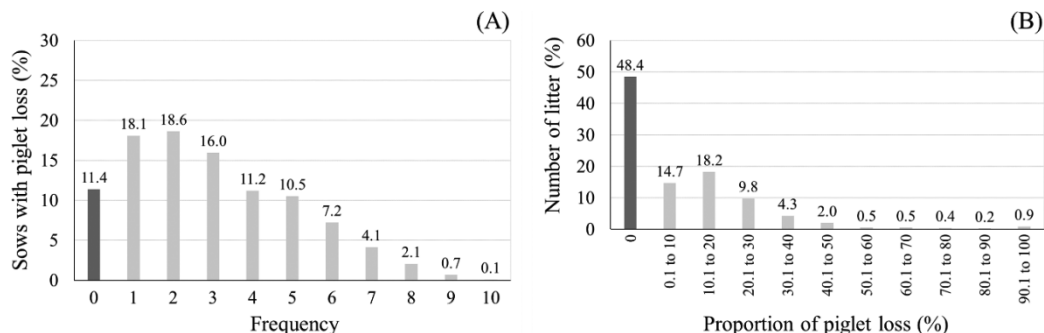 (A)
Sows with piglet loss (%)
30
25
20
15
10
5
0
11.4
18.1
18.6
16.0
11.2
10.5
7.2
4.1
2.1
0.7
0.1
0 1 2 3 4 5 6 7 8 9 10
Frequency
(B)
Number of litter (%)
60
50
40
30
20
10
0
48.4
14.7
18.2
9.8
4.3
2.0
0.5
0.5
0.4
0.2
0.9
0
0.1 to 10
10.1 to 20
20.1 to 30
30.1 to 40
40.1 to 50
50.1 to 60
60.1 to 70
70.1 to 80
80.1 to 90
90.1 to 100
Proportion of piglet loss (%)